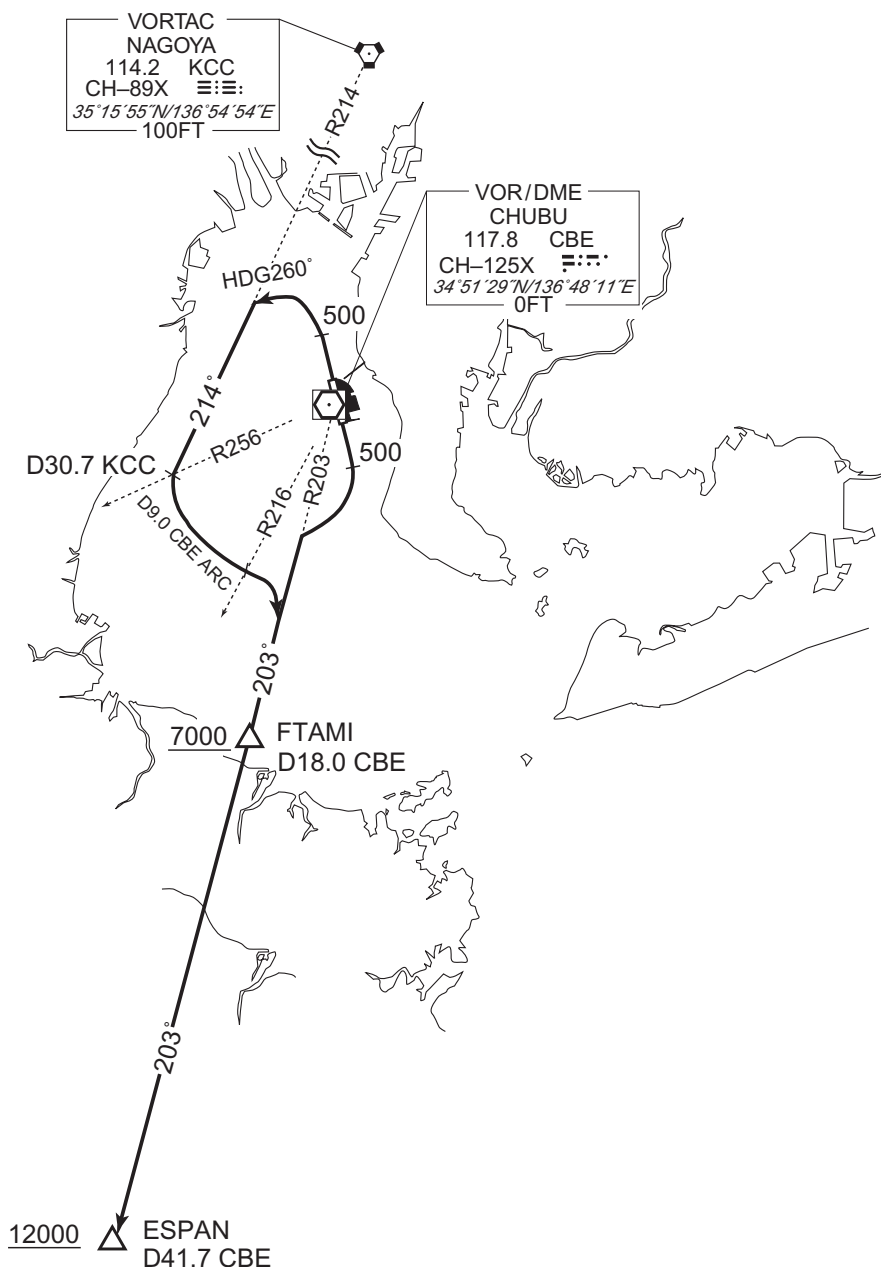 VORTAC
NAGOYA
114.2 KCC
CH–89X
35°15´55˝N/136°54´54˝E
100FT
R214
VOR/DME
CHUBU
117.8 CBE
CH–125X
34°51´29˝N/136°48´11˝E
0FT
HDG260°
500
214°
R256
D30.7 KCC
500
R203
R216
D9.0 CBE ARC
203°
7000
FTAMI
D18.0 CBE
203°
12000
ESPAN
D41.7 CBE